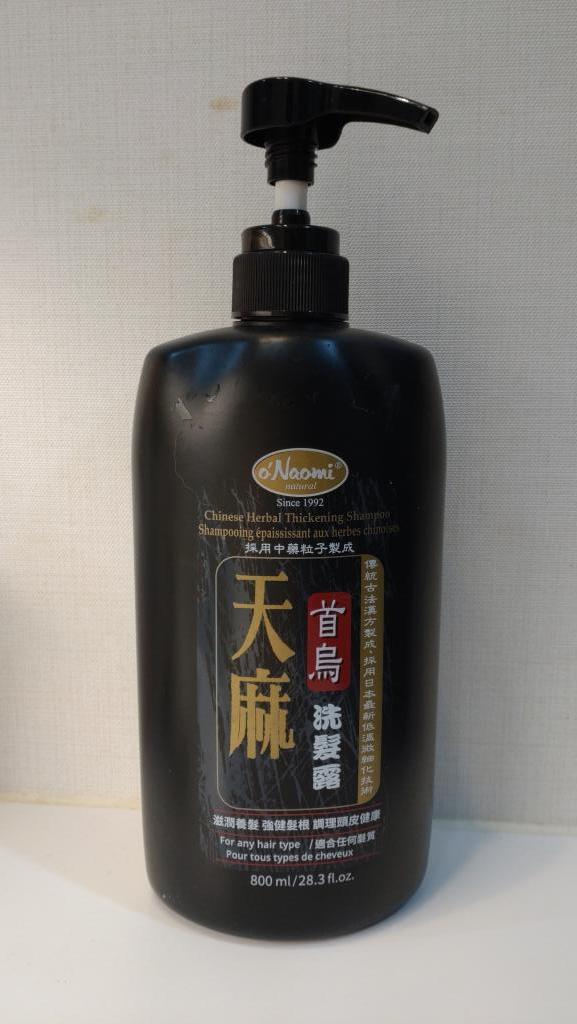 o'Naomi®
natural
Since 1992
Chinese Herbal Thickening Shampoo
Shampooing épaississant aux herbes chinoises
採用中藥粒子製成
天麻
首烏
洗髮露
傳統古法漢方製成、採用日本最新低溫微細化技術
滋潤養髮 強健髮根 調理頭皮健康
For any hair type /適合任何髮質
Pour tous types de cheveux
800 ml/28.3 fl.oz.